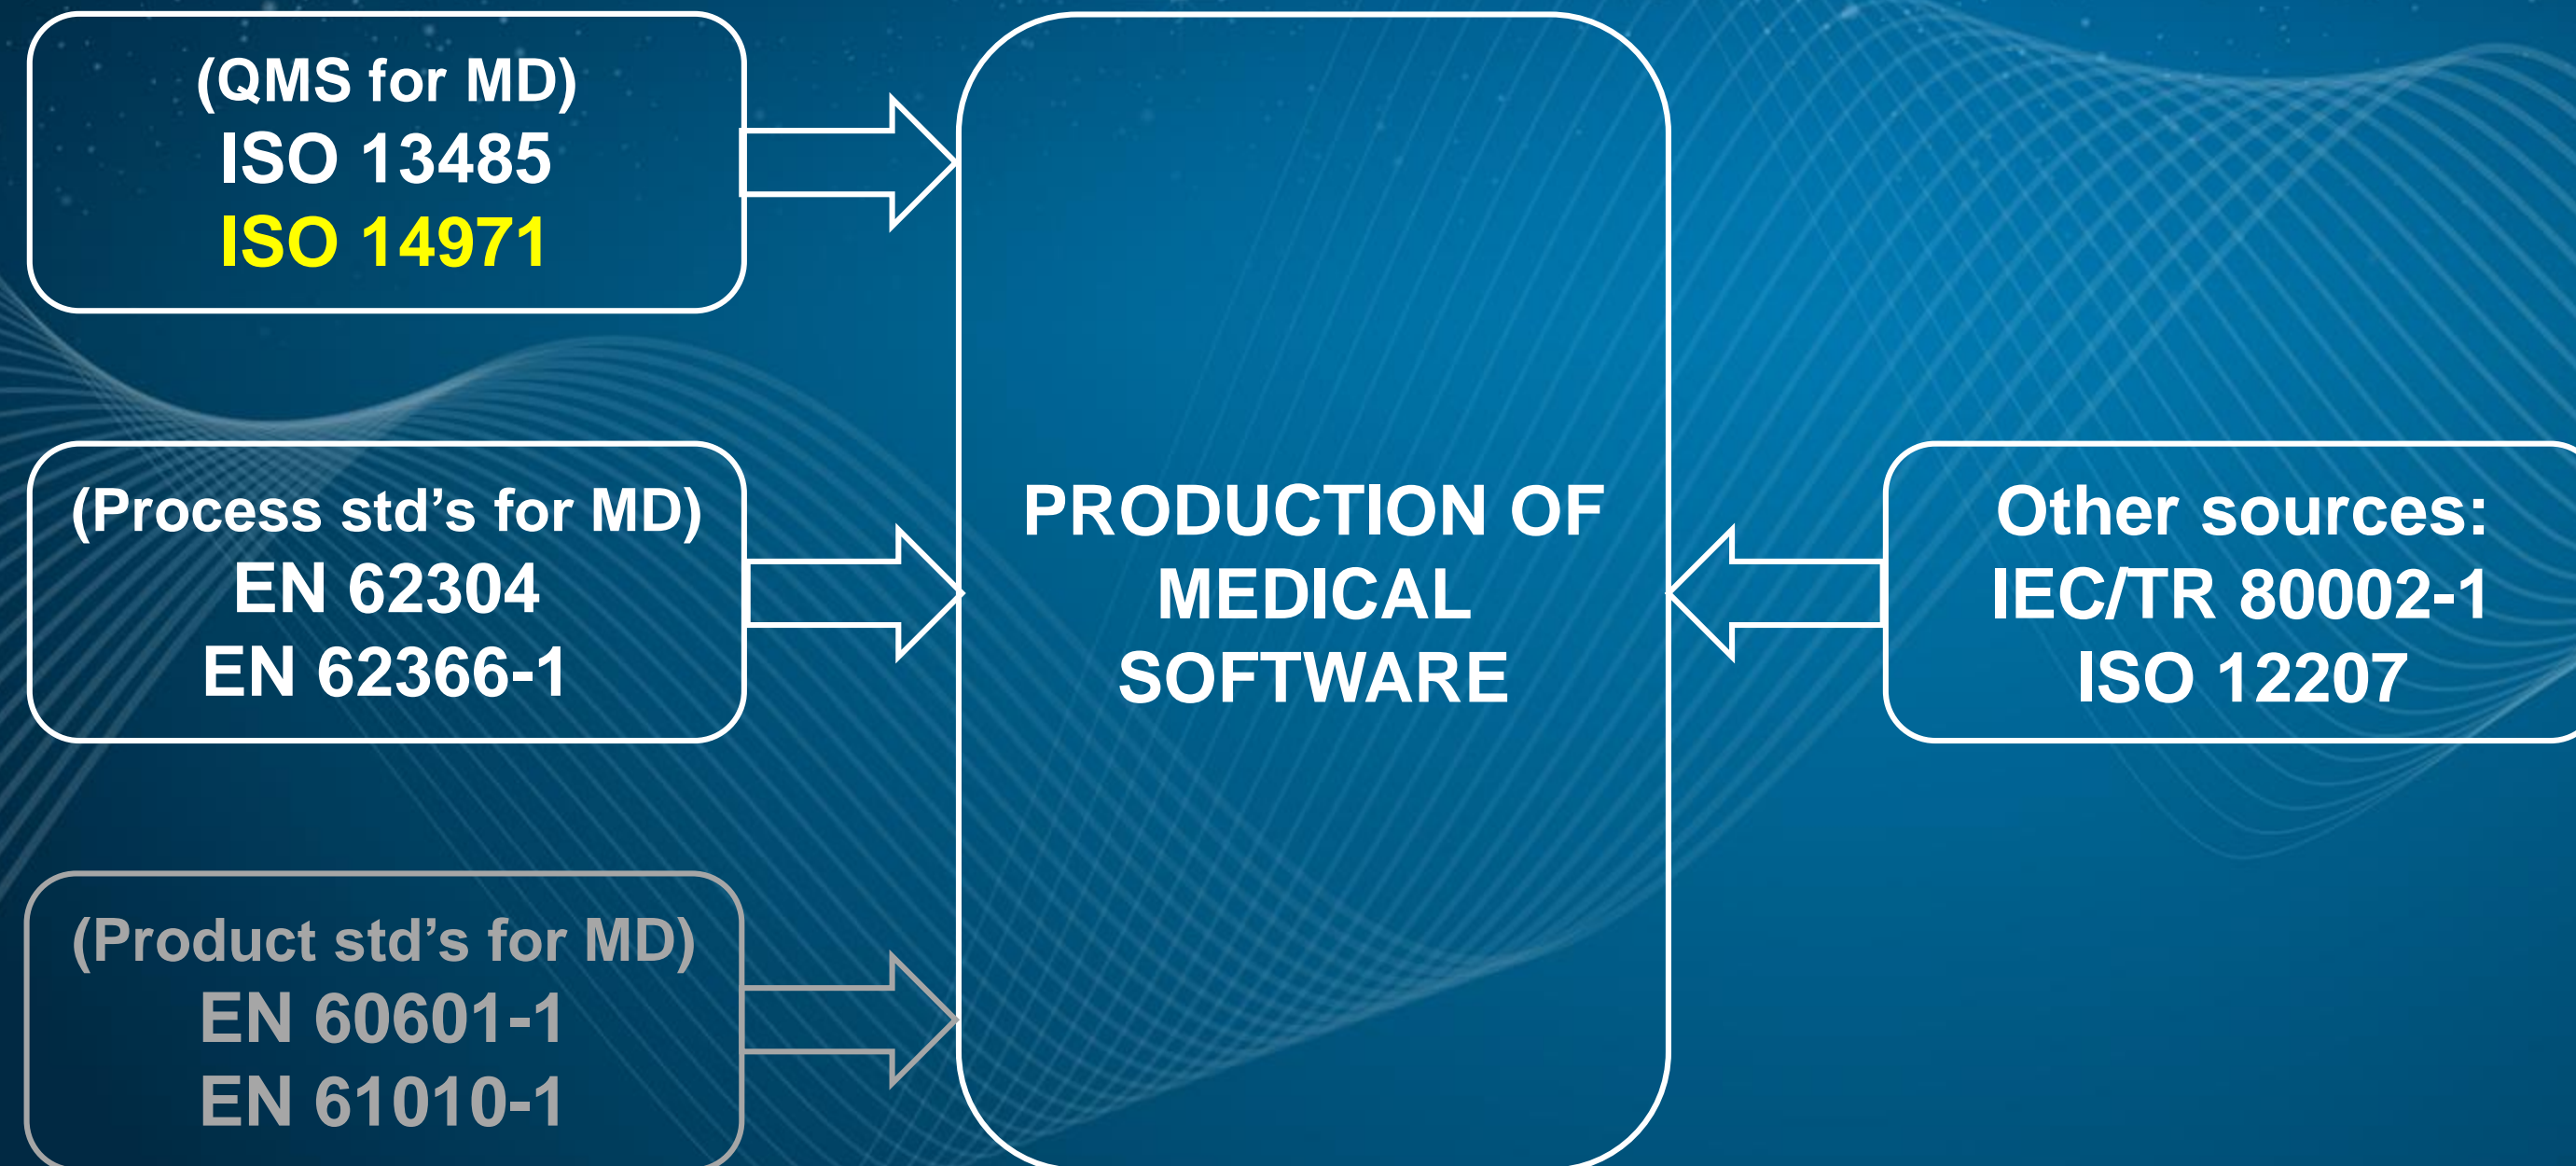 (QMS for MD)
ISO 13485
ISO 14971
(Process std’s for MD)
EN 62304
EN 62366-1
(Product std’s for MD)
EN 60601-1
EN 61010-1
PRODUCTION OF
MEDICAL
SOFTWARE
Other sources:
IEC/TR 80002-1
ISO 12207